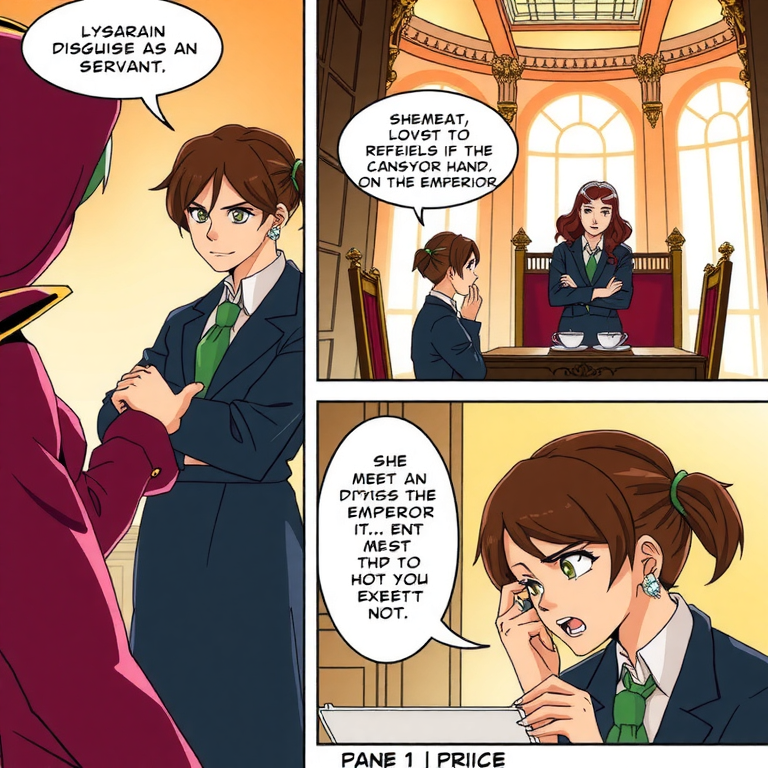 LYSARAIN
DISGUISE AS AN
SERVANT.
SHEMEAT,
LOVST TO
REFEIELS IF THE
CANSYOR HAND.
ON THE EMPERIOR
SHE
MEET AN
THE
EMPEROR
IT... ENT
MEST
THD TO
HOT YOU
EXEETT
NOT.
PANE 1 | PRIICE